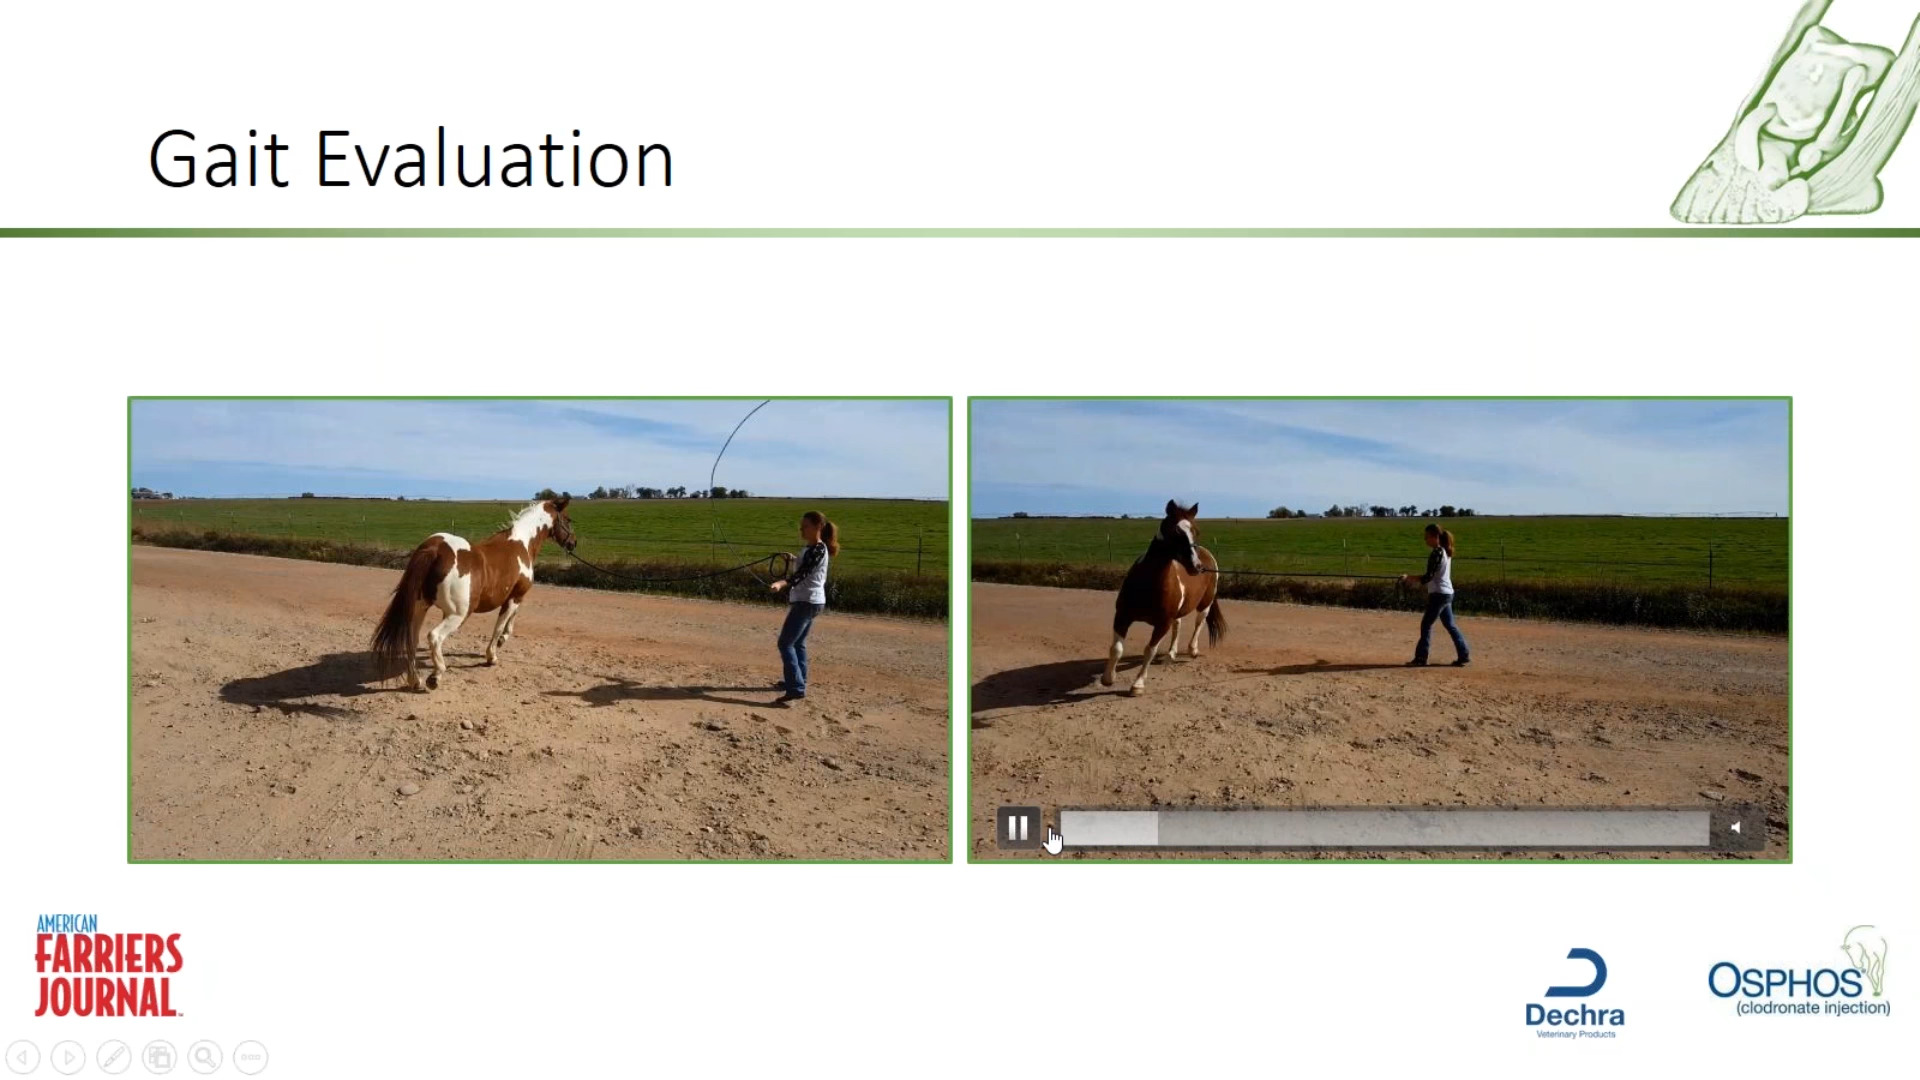 Gait Evaluation
AMERICAN
FARRIERS
JOURNAL
Dechra
Veterinary Products
OSPHOS
(clodronate injection)